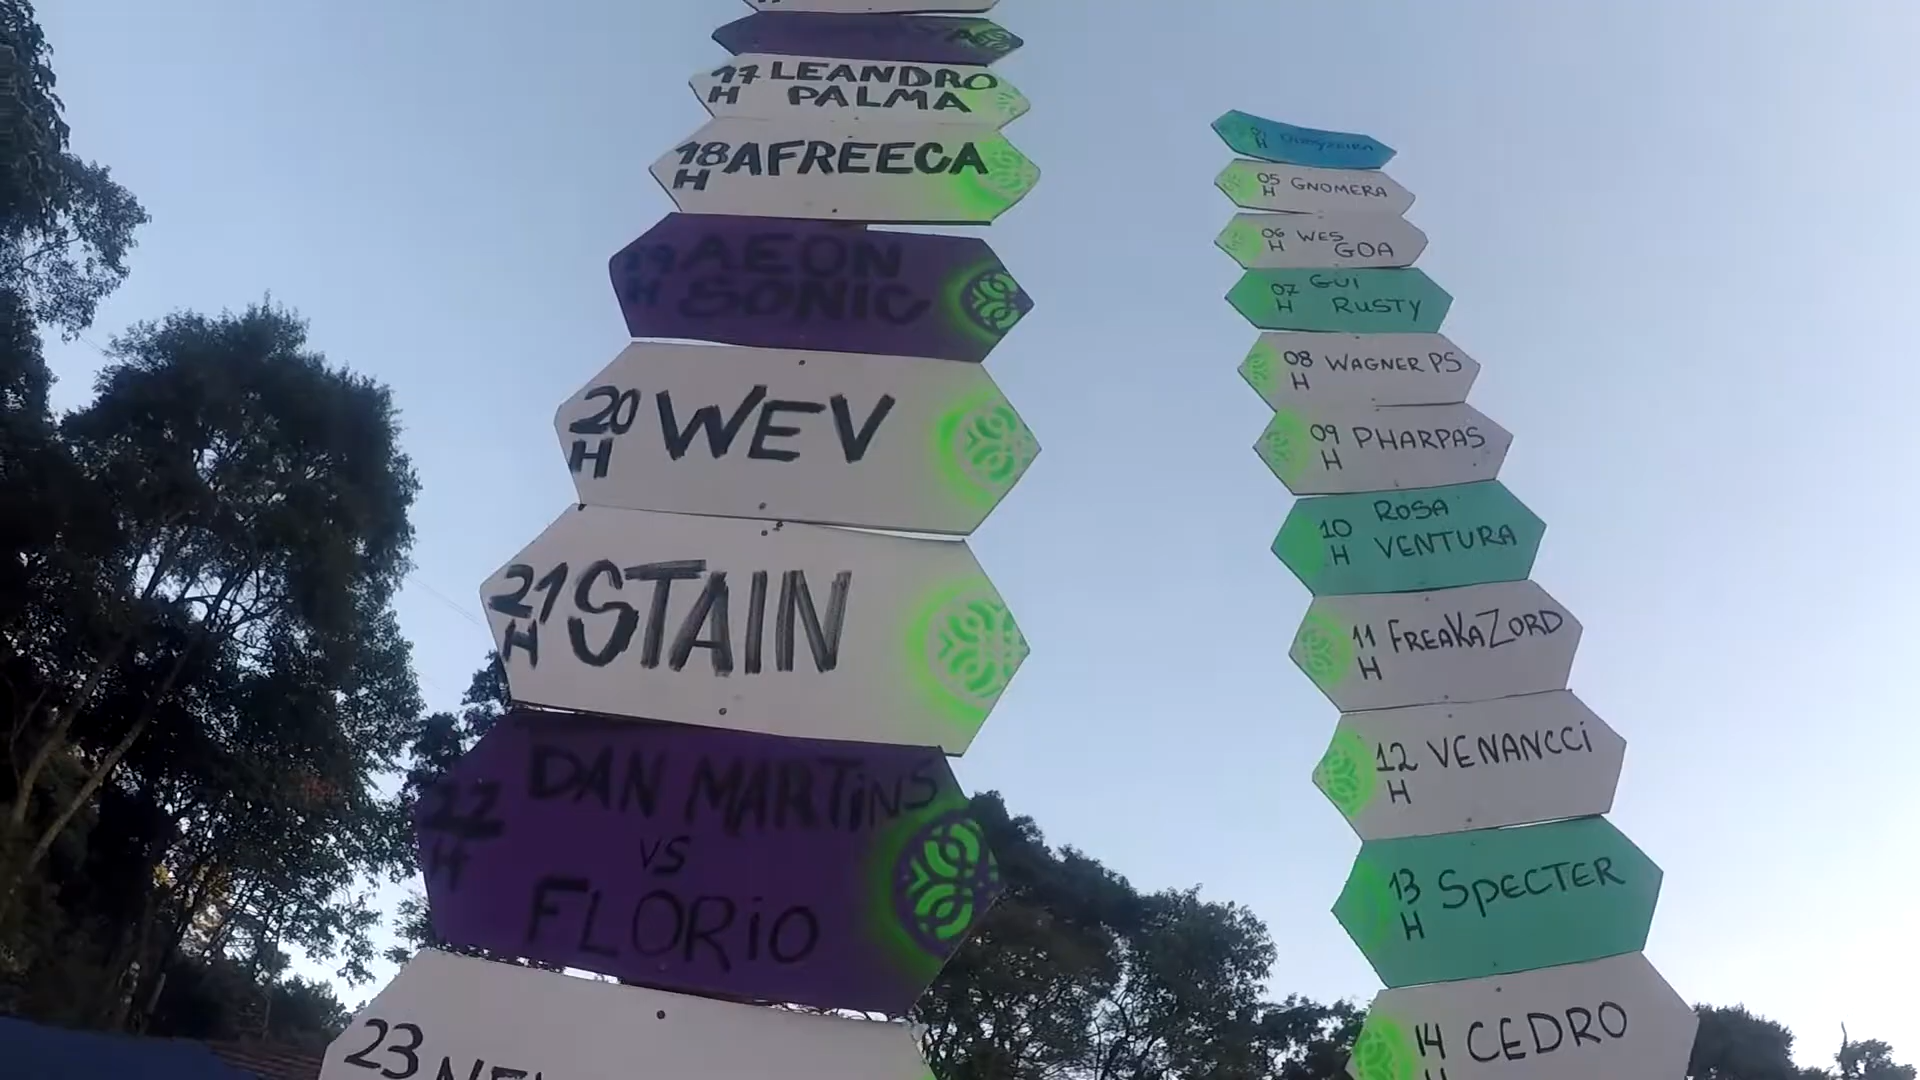 17 LEANDRO
H PALMA
18 AFREECA
H
19 AEON
H SONIC
20 WEV
H
21 STAIN
H
22 DAN MARTiNS
H VS
FLORiO
23
05 GNOMERA
H
06 WES
H GOA
07 GUi
H RUSTY
08 WAGNER PS
H
09 PHARPAS
H
10 ROSA
H VENTURA
11 FREAKAZORD
H
12 VENANCCi
H
13 SPECTER
H
14 CEDRO
H